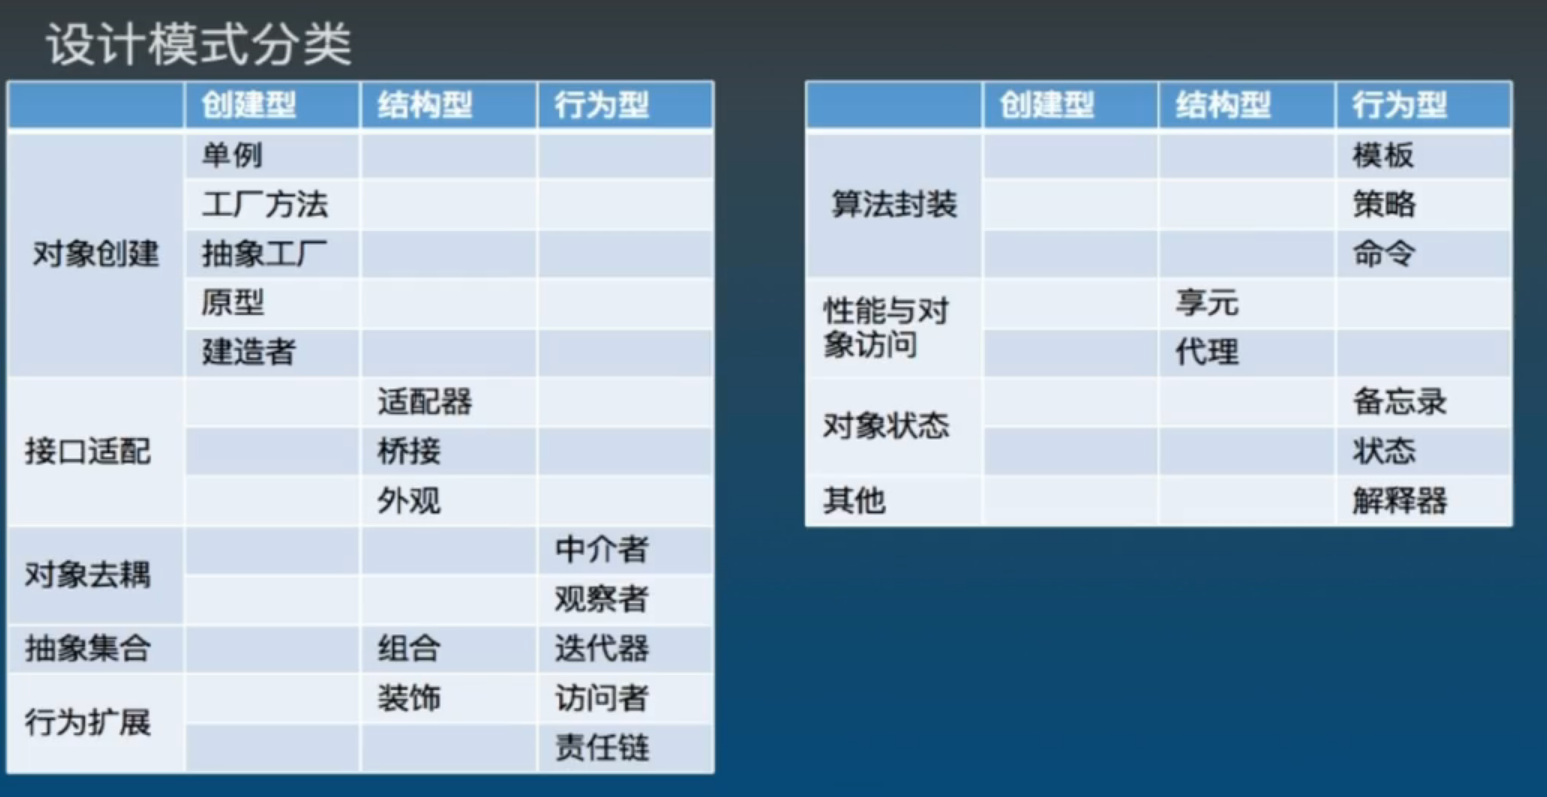 设计模式分类
创建型 结构型 行为型
对象创建
单例
工厂方法
抽象工厂
原型
建造者
接口适配
适配器
桥接
外观
对象去耦
中介者
观察者
抽象集合 组合 迭代器
行为扩展
装饰 访问者
责任链
创建型 结构型 行为型
算法封装
模板
策略
命令
性能与对
象访问
享元
代理
对象状态
备忘录
状态
其他 解释器